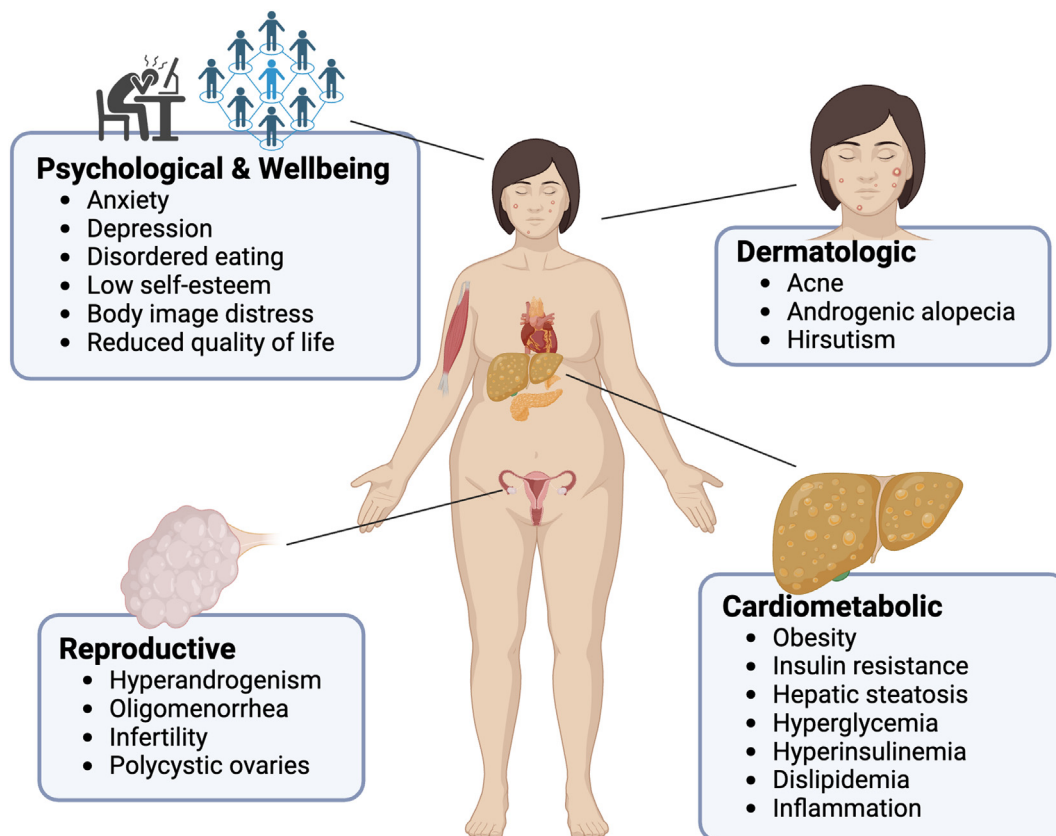 Psychological & Wellbeing
• Anxiety
• Depression
• Disordered eating
• Low self-esteem
• Body image distress
• Reduced quality of life
Dermatologic
• Acne
• Androgenic alopecia
• Hirsutism
Reproductive
• Hyperandrogenism
• Oligomenorrhea
• Infertility
• Polycystic ovaries
Cardiometabolic
• Obesity
• Insulin resistance
• Hepatic steatosis
• Hyperglycemia
• Hyperinsulinemia
• Dislipidemia
• Inflammation